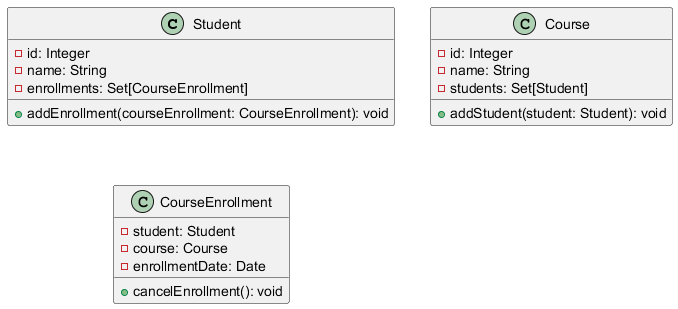 C Student
id: Integer
name: String
enrollments: Set[CourseEnrollment]
addEnrollment(courseEnrollment: CourseEnrollment): void
C Course
id: Integer
name: String
students: Set[Student]
addStudent(student: Student): void
C CourseEnrollment
student: Student
course: Course
enrollmentDate: Date
cancelEnrollment(): void